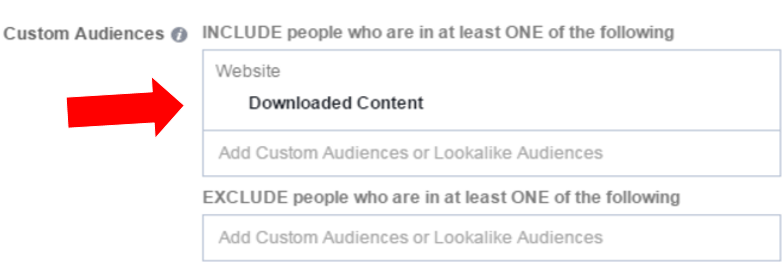 Custom Audiences INCLUDE people who are in at least ONE of the following
Website
Downloaded Content
Add Custom Audiences or Lookalike Audiences
EXCLUDE people who are in at least ONE of the following
Add Custom Audiences or Lookalike Audiences